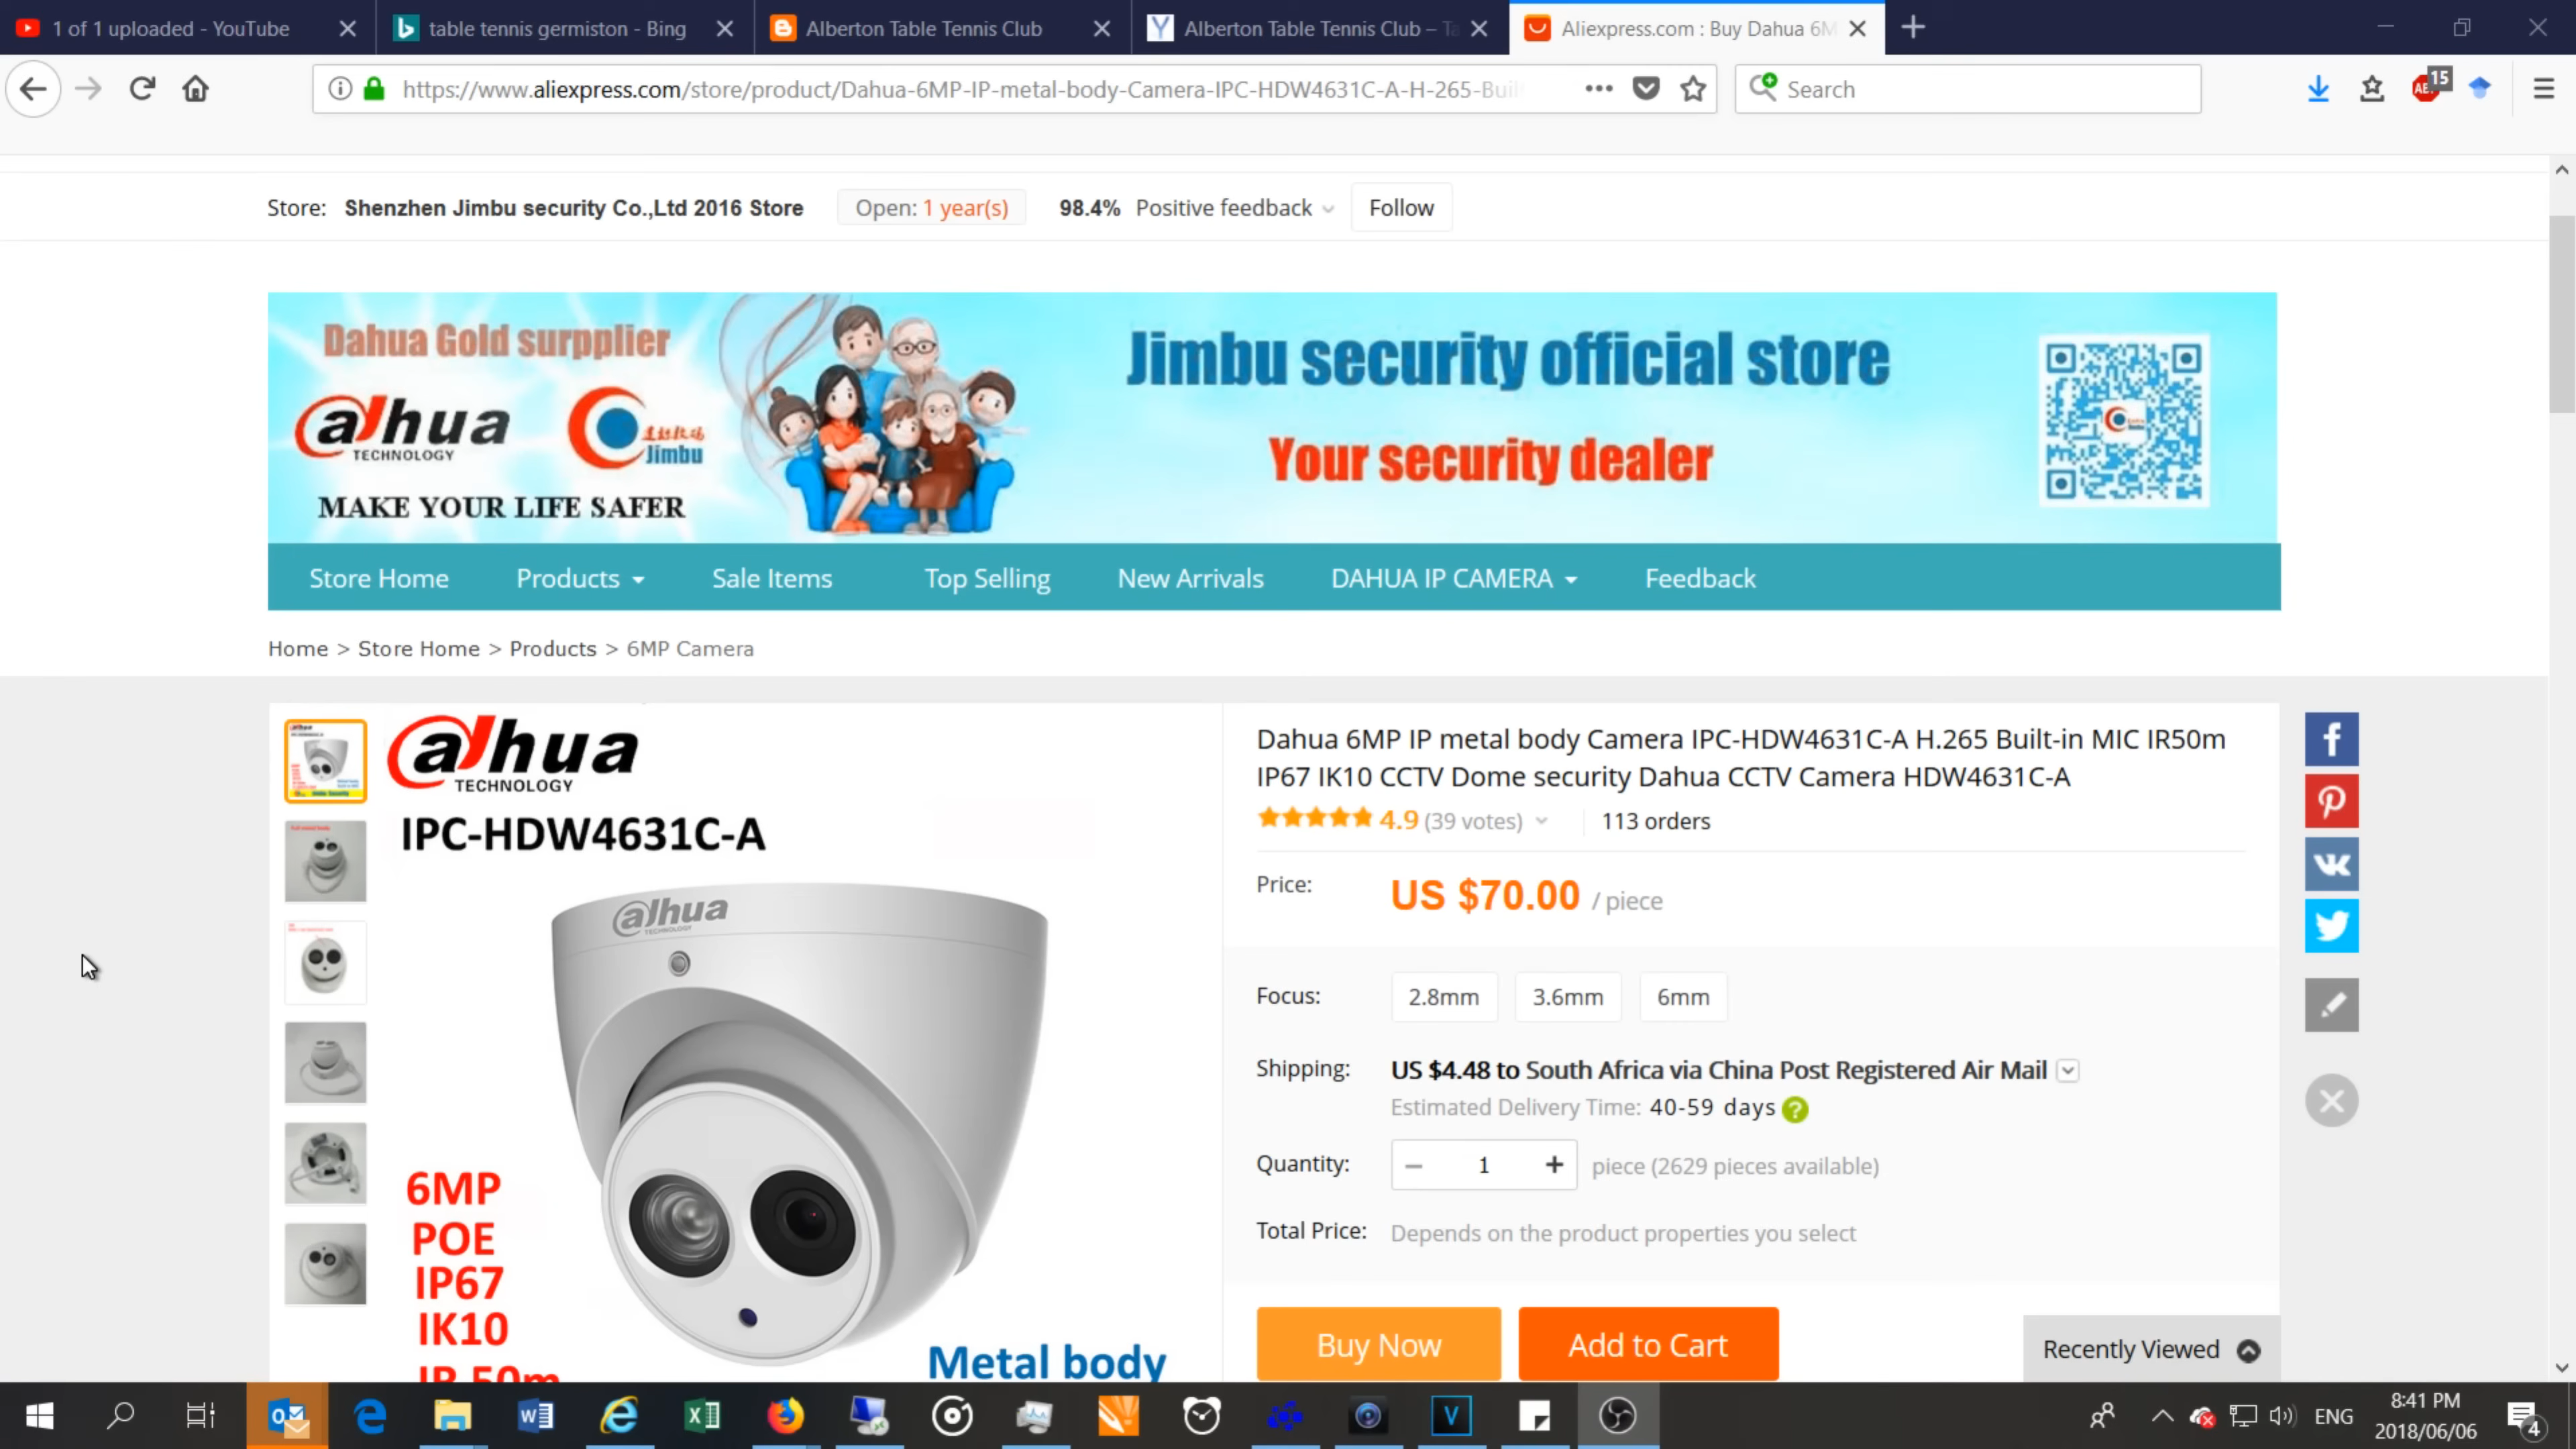 1 of 1 uploaded - YouTube
table tennis germiston - Bing
Alberton Table Tennis Club
Alberton Table Tennis Club – Ta
Aliexpress.com : Buy Dahua 6M
https://www.aliexpress.com/store/product/Dahua-6MP-IP-metal-body-Camera-IPC-HDW4631C-A-H-265-Buil
Search
15
Store: Shenzhen Jimbu security Co.,Ltd 2016 Store
Open: 1 year(s)
98.4% Positive feedback
Follow
Dahua Gold surpplier
alhua
TECHNOLOGY
Jimbu
MAKE YOUR LIFE SAFER
Jimbu security official store
Your security dealer
Store Home
Products
Sale Items
Top Selling
New Arrivals
DAHUA IP CAMERA
Feedback
Home > Store Home > Products > 6MP Camera
alhua
TECHNOLOGY
IPC-HDW4631C-A
alhua
TECHNOLOGY
6MP
POE
IP67
IK10
IR 50m
Metal body
Dahua 6MP IP metal body Camera IPC-HDW4631C-A H.265 Built-in MIC IR50m
IP67 IK10 CCTV Dome security Dahua CCTV Camera HDW4631C-A
4.9 (39 votes)
113 orders
Price: US $70.00 / piece
Focus: 2.8mm 3.6mm 6mm
Shipping: US $4.48 to South Africa via China Post Registered Air Mail
Estimated Delivery Time: 40-59 days
Quantity: 1 piece (2629 pieces available)
Total Price: Depends on the product properties you select
Buy Now
Add to Cart
Recently Viewed
ENG
8:41 PM
2018/06/06
4